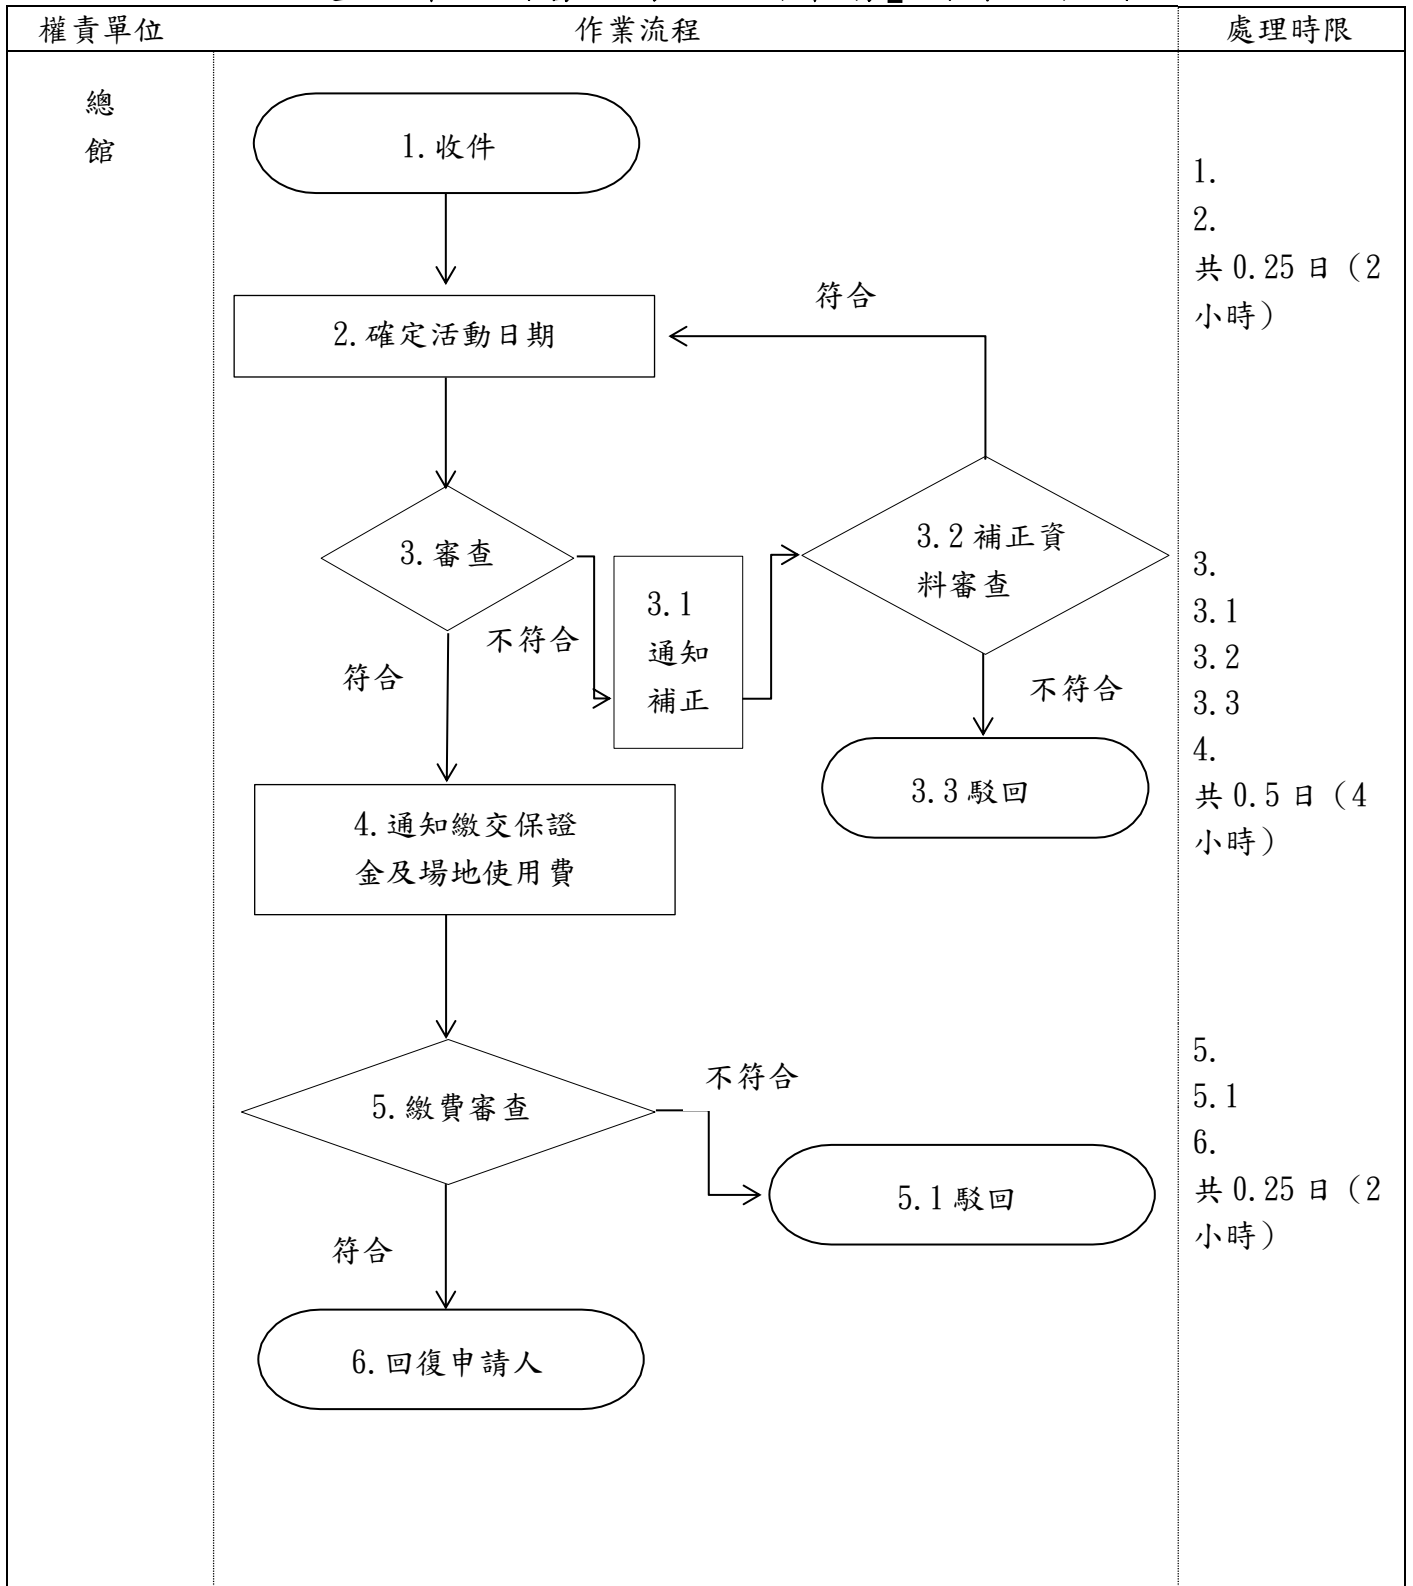 權責單位
作業流程
處理時限
總
館
1.收件
2.確定活動日期
符合
3.審查
不符合
符合
3.1
通知
補正
3.2補正資
料審查
不符合
3.3駁回
4.通知繳交保證
金及場地使用費
5.繳費審查
不符合
5.1駁回
符合
6.回復申請人
1.
2.
共0.25日（2
小時）
3.
3.1
3.2
3.3
4.
共0.5日（4
小時）
5.
5.1
6.
共0.25日（2
小時）